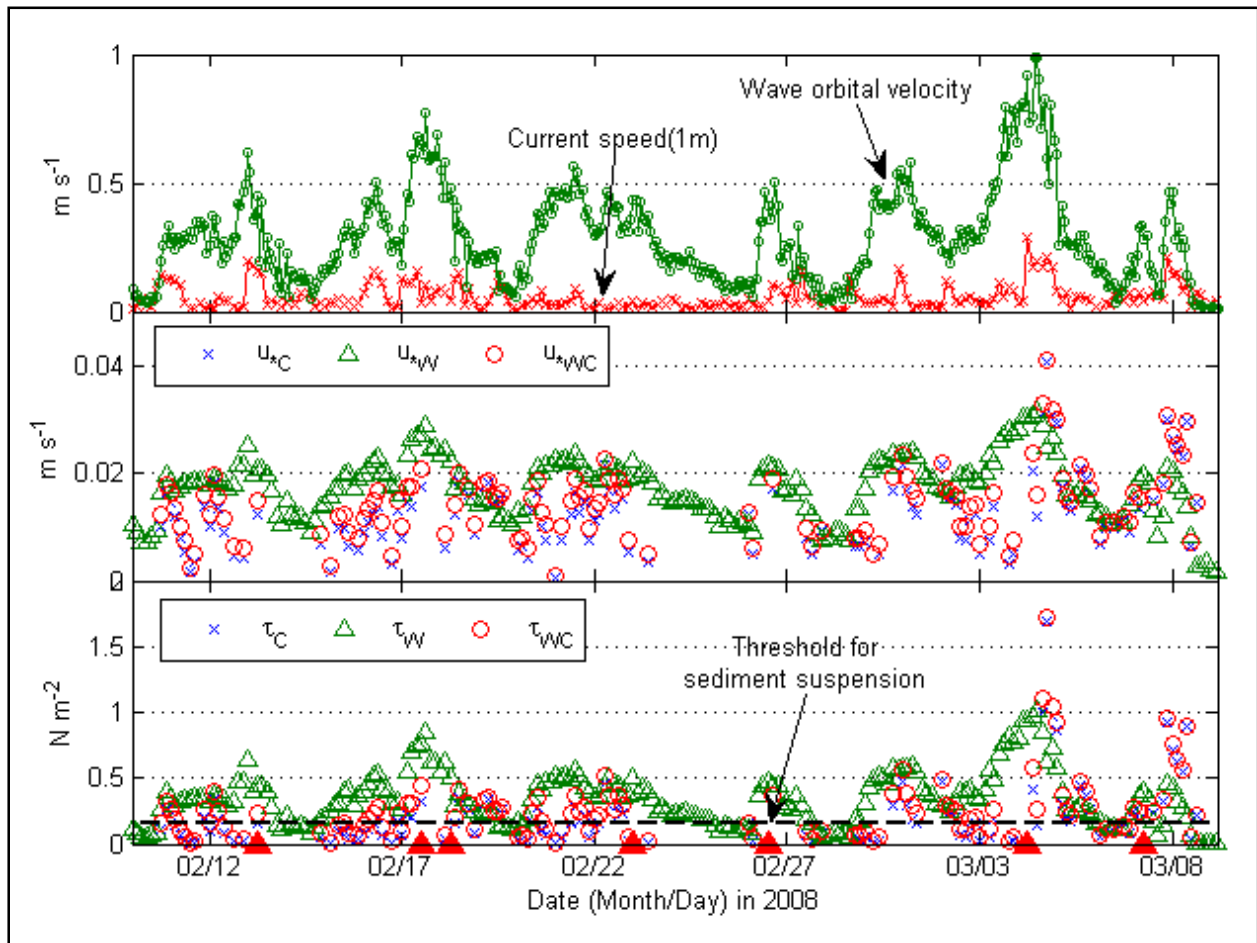 1
Wave orbital velocity
Current speed(1m)
m s-1
0.5
0
u*C u*W u*WC
0.04
m s-1
0.02
0
2
τC τW τWC
1.5
Threshold for
sediment suspension
N m-2
1
0.5
0
02/12 02/17 02/22 02/27 03/03 03/08
Date (Month/Day) in 2008